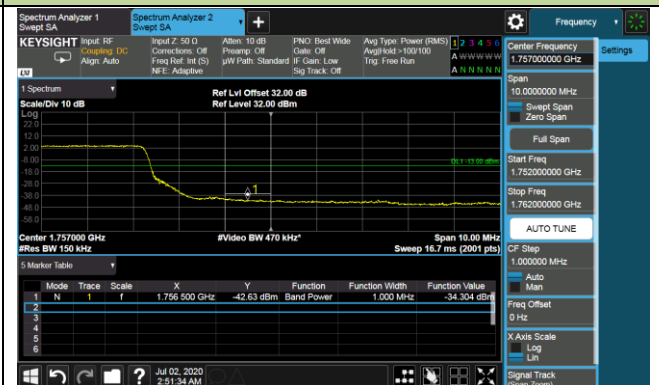 Spectrum Analyzer 1
Swept SA
Spectrum Analyzer 2
Swept SA
+
Frequency
KEYSIGHT
Input: RF
Coupling: DC
Align: Auto
Input Z: 50 Ω
Corrections: Off
Freq Ref: Int (S)
NFE: Adaptive
Atten: 10 dB
Preamp: Off
µW Path: Standard
PNO: Best Wide
Gate: Off
IF Gain: Low
Sig Track: Off
Avg Type: Power (RMS)
Avg|Hold:>100/100
Trig: Free Run
1 2 3 4 5 6
A W W W W W
A N N N N N
LXI
1 Spectrum
Scale/Div 10 dB
Ref Lvl Offset 32.00 dB
Ref Level 32.00 dBm
Log
22.0
12.0
2.00
-8.00
-18.0
-28.0
-38.0
-48.0
-58.0
DL1 -13.00 dBm
1
Center 1.757000 GHz
#Res BW 150 kHz
#Video BW 470 kHz*
Span 10.00 MHz
Sweep 16.7 ms (2001 pts)
5 Marker Table
Mode Trace Scale X Y Function Function Width Function Value
1 N 1 f 1.756 500 GHz -42.63 dBm Band Power 1.000 MHz -34.304 dBm
2
3
4
5
6
Jul 02, 2020
2:51:34 AM
?
Center Frequency
1.757000000 GHz
Span
10.0000000 MHz
Swept Span
Zero Span
Full Span
Start Freq
1.752000000 GHz
Stop Freq
1.762000000 GHz
AUTO TUNE
CF Step
1.000000 MHz
Auto
Man
Freq Offset
0 Hz
X Axis Scale
Log
Lin
Signal Track
(Span Zoom)
Settings